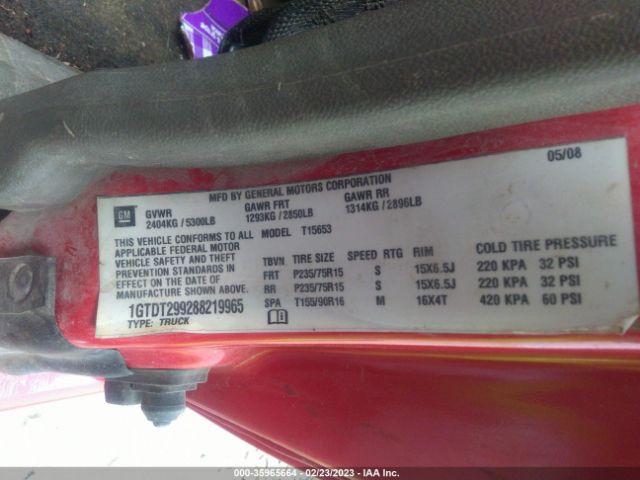 05/08
MFD BY GENERAL MOTORS CORPORATION
GM
GVWR GAWR FRT GAWR RR
2404KG / 5300LB 1293KG / 2850LB 1314KG / 2896LB
THIS VEHICLE CONFORMS TO ALL MODEL T15653
APPLICABLE FEDERAL MOTOR
VEHICLE SAFETY AND THEFT
PREVENTION STANDARDS IN
EFFECT ON THE DATE OF
MANUFACTURE SHOWN ABOVE.
TBVN TIRE SIZE SPEED RTG RIM COLD TIRE PRESSURE
FRT P235/75R15 S 15X6.5J 220 KPA 32 PSI
RR P235/75R15 S 15X6.5J 220 KPA 32 PSI
SPA T155/90R16 M 16X4T 420 KPA 60 PSI
1GTDT299288219965
TYPE: TRUCK
000-35965664 - 02/23/2023 - IAA Inc.